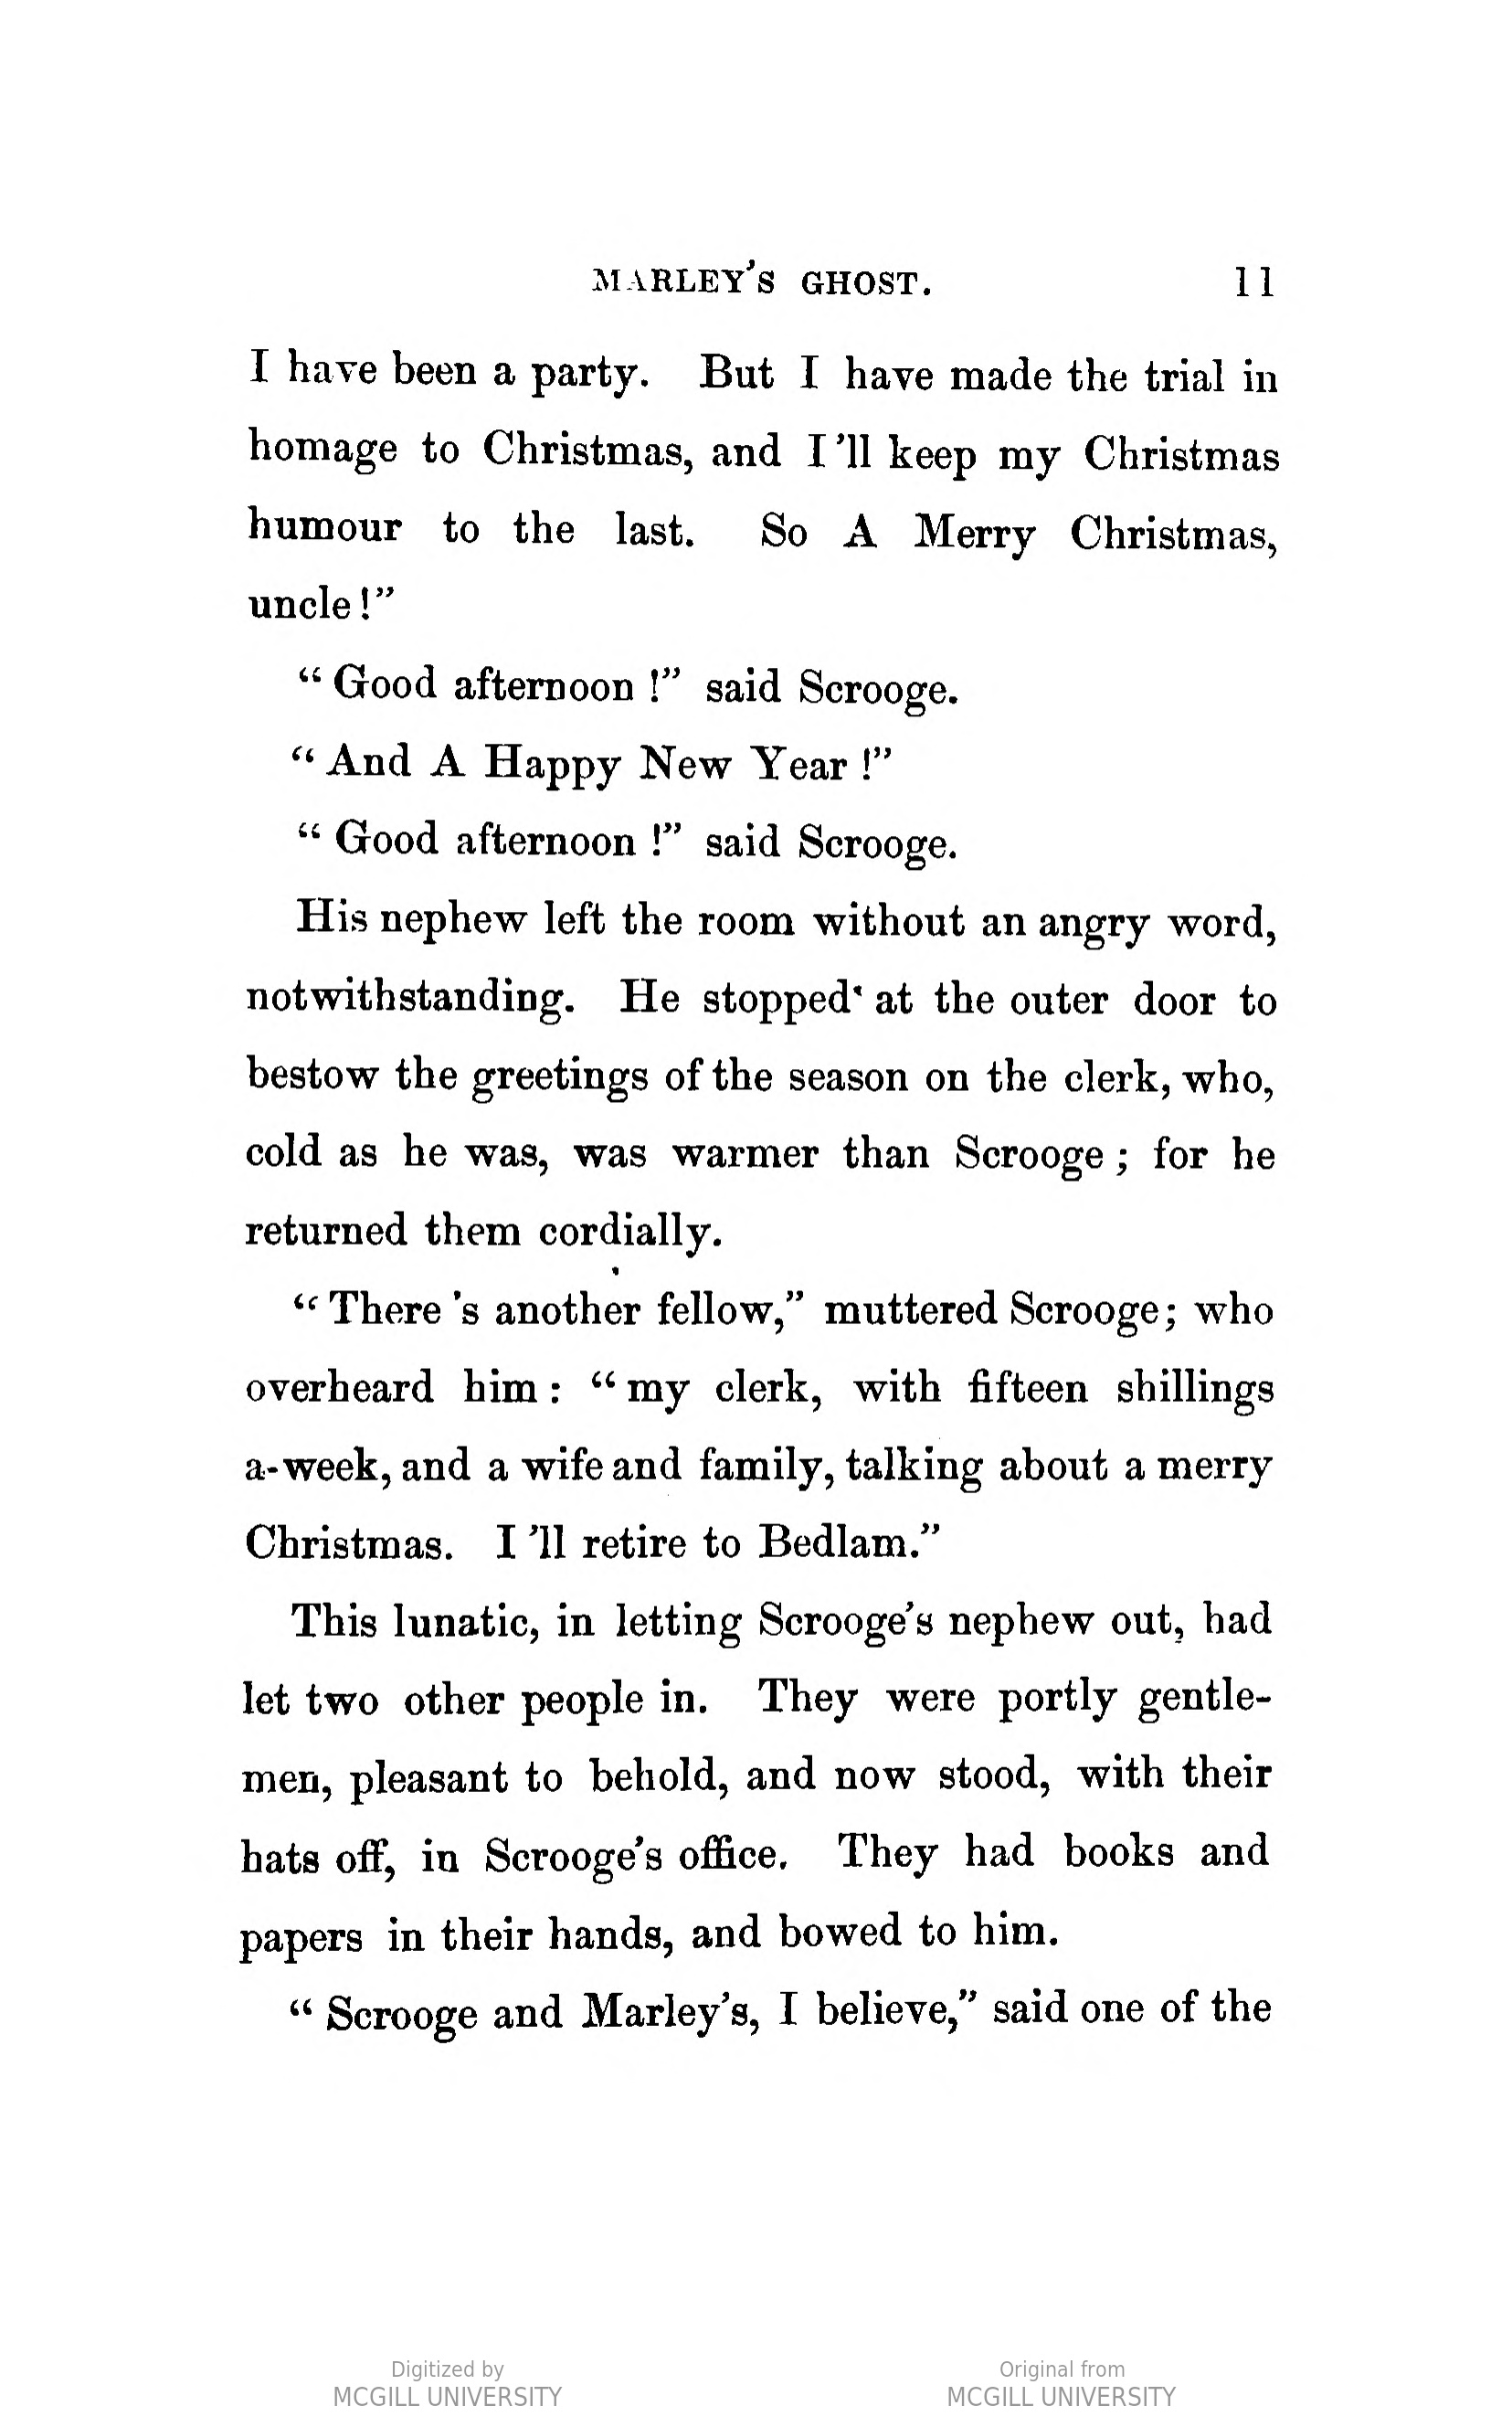 MARLEY'S GHOST. 11
I have been a party. But I have made the trial in
homage to Christmas, and I'll keep my Christmas
humour to the last. So A Merry Christmas,
uncle!"
"Good afternoon!" said Scrooge.
"And A Happy New Year!"
"Good afternoon!" said Scrooge.
His nephew left the room without an angry word,
notwithstanding. He stopped at the outer door to
bestow the greetings of the season on the clerk, who,
cold as he was, was warmer than Scrooge; for he
returned them cordially.
"There's another fellow," muttered Scrooge; who
overheard him: "my clerk, with fifteen shillings
a-week, and a wife and family, talking about a merry
Christmas. I'll retire to Bedlam."
This lunatic, in letting Scrooge's nephew out, had
let two other people in. They were portly gentle-
men, pleasant to behold, and now stood, with their
hats off, in Scrooge's office. They had books and
papers in their hands, and bowed to him.
"Scrooge and Marley's, I believe," said one of the
Digitized by
MCGILL UNIVERSITY
Original from
MCGILL UNIVERSITY